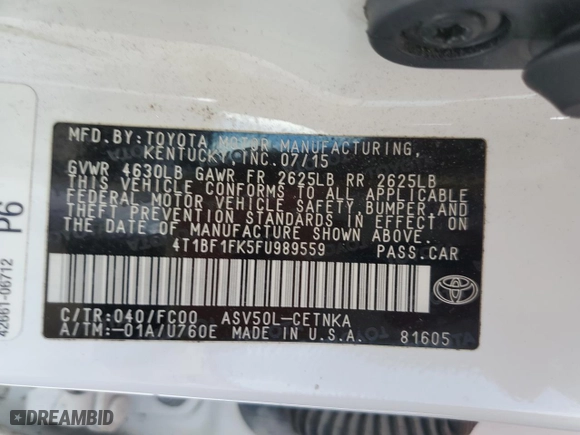 MFD.BY:TOYOTA MOTOR MANUFACTURING,
KENTUCKY, INC. 07/15
GVWR 4630LB GAWR FR 2625LB RR 2625LB
THIS VEHICLE CONFORMS TO ALL APPLICABLE
FEDERAL MOTOR VEHICLE SAFETY, BUMPER, AND
THEFT PREVENTION STANDARDS IN EFFECT ON
THE DATE OF MANUFACTURE SHOWN ABOVE.
4T1BF1FK5FU989559 PASS.CAR
C/TR:040/FC00 ASV50L-CETNKA
A/TM:-01A/U760E MADE IN U.S.A. 81605
TOYOTA
P6
42661-06712
DREAMBID